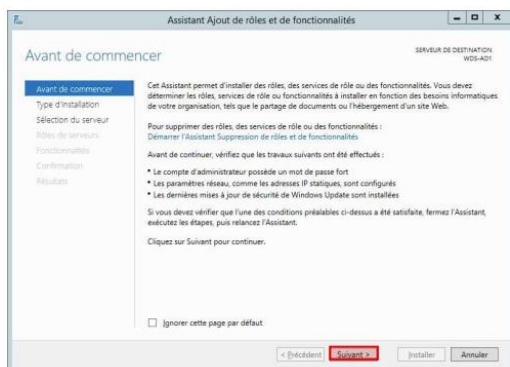 Assistant Ajout de rôles et de fonctionnalités
Avant de commencer
SERVEUR DE DESTINATION
WDS-AD1
Avant de commencer
Type d'installation
Sélection du serveur
Rôles de serveurs
Fonctionnalités
Confirmation
Résultats
Cet Assistant permet d'installer des rôles, des services de rôle ou des fonctionnalités. Vous devez
déterminer les rôles, services de rôle ou fonctionnalités à installer en fonction des besoins informatiques
de votre organisation, tels que le partage de documents ou l'hébergement d'un site Web.
Pour supprimer des rôles, des services de rôle ou des fonctionnalités :
Démarrer l'Assistant Suppression de rôles et de fonctionnalités
Avant de continuer, vérifiez que les travaux suivants ont été effectués :
• Le compte d'administrateur possède un mot de passe fort
• Les paramètres réseau, comme les adresses IP statiques, sont configurés
• Les dernières mises à jour de sécurité de Windows Update sont installées
Si vous devez vérifier que l'une des conditions préalables ci-dessus a été satisfaite, fermez l'Assistant,
exécutez les étapes, puis relancez l'Assistant.
Cliquez sur Suivant pour continuer.
Ignorer cette page par défaut
< Précédent
Suivant >
Installer
Annuler